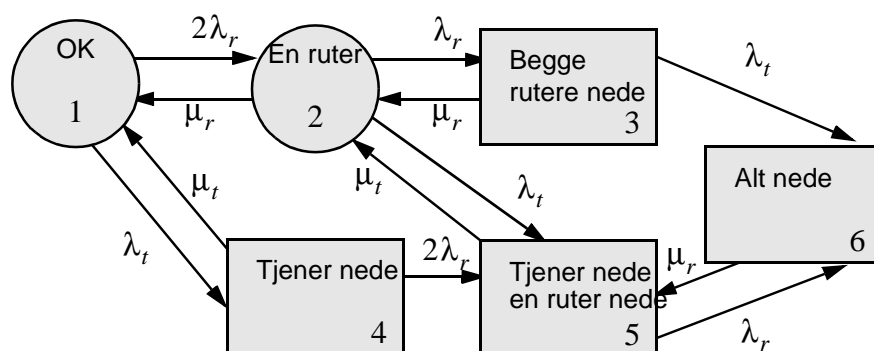 OK
1
2λr
μr
En ruter
2
λr
μr
Begge
rutere nede
3
λt
Alt nede
6
μt
λt
μt
λt
Tjener nede
4
2λr
Tjener nede
en ruter nede
5
μr
λr